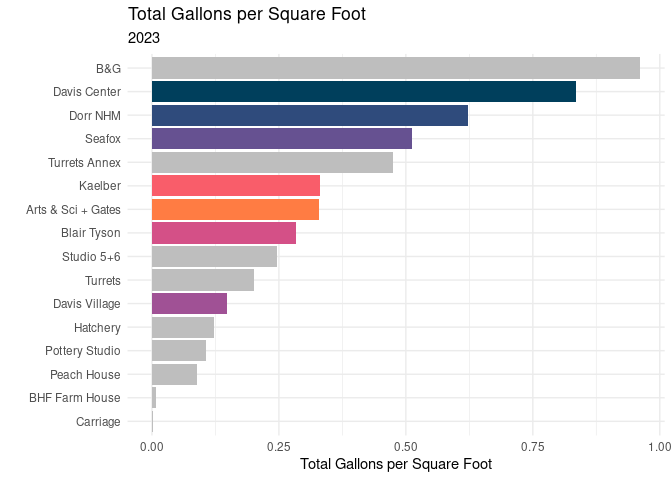 Total Gallons per Square Foot
2023
B&G
Davis Center
Dorr NHM
Seafox
Turrets Annex
Kaelber
Arts & Sci + Gates
Blair Tyson
Studio 5+6
Turrets
Davis Village
Hatchery
Pottery Studio
Peach House
BHF Farm House
Carriage
0.00 0.25 0.50 0.75 1.00
Total Gallons per Square Foot